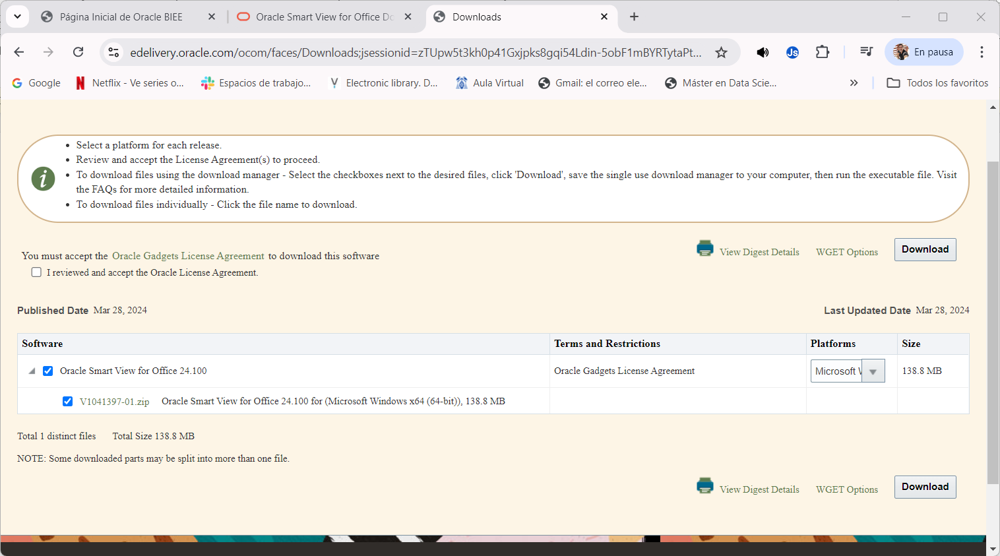 Página Inicial de Oracle BIEE
Oracle Smart View for Office Do
Downloads
edelivery.oracle.com/ocom/faces/Downloads;jsessionid=zTUpw5t3kh0p41Gxjpks8gqi54Ldin-5obF1mBYRTytaPt...
Js
En pausa
Google
Netflix - Ve series o...
Espacios de trabajo...
Electronic library. D...
Aula Virtual
Gmail: el correo ele...
Máster en Data Scie...
Todos los favoritos
Select a platform for each release.
Review and accept the License Agreement(s) to proceed.
To download files using the download manager - Select the checkboxes next to the desired files, click 'Download', save the single use download manager to your computer, then run the executable file. Visit
the FAQs for more detailed information.
To download files individually - Click the file name to download.
You must accept the Oracle Gadgets License Agreement to download this software
I reviewed and accept the Oracle License Agreement.
View Digest Details
WGET Options
Download
Published Date Mar 28, 2024
Last Updated Date Mar 28, 2024
Software
Terms and Restrictions
Platforms
Size
Oracle Smart View for Office 24.100
Oracle Gadgets License Agreement
Microsoft
138.8 MB
V1041397-01.zip
Oracle Smart View for Office 24.100 for (Microsoft Windows x64 (64-bit)), 138.8 MB
Total 1 distinct files
Total Size 138.8 MB
NOTE: Some downloaded parts may be split into more than one file.
View Digest Details
WGET Options
Download